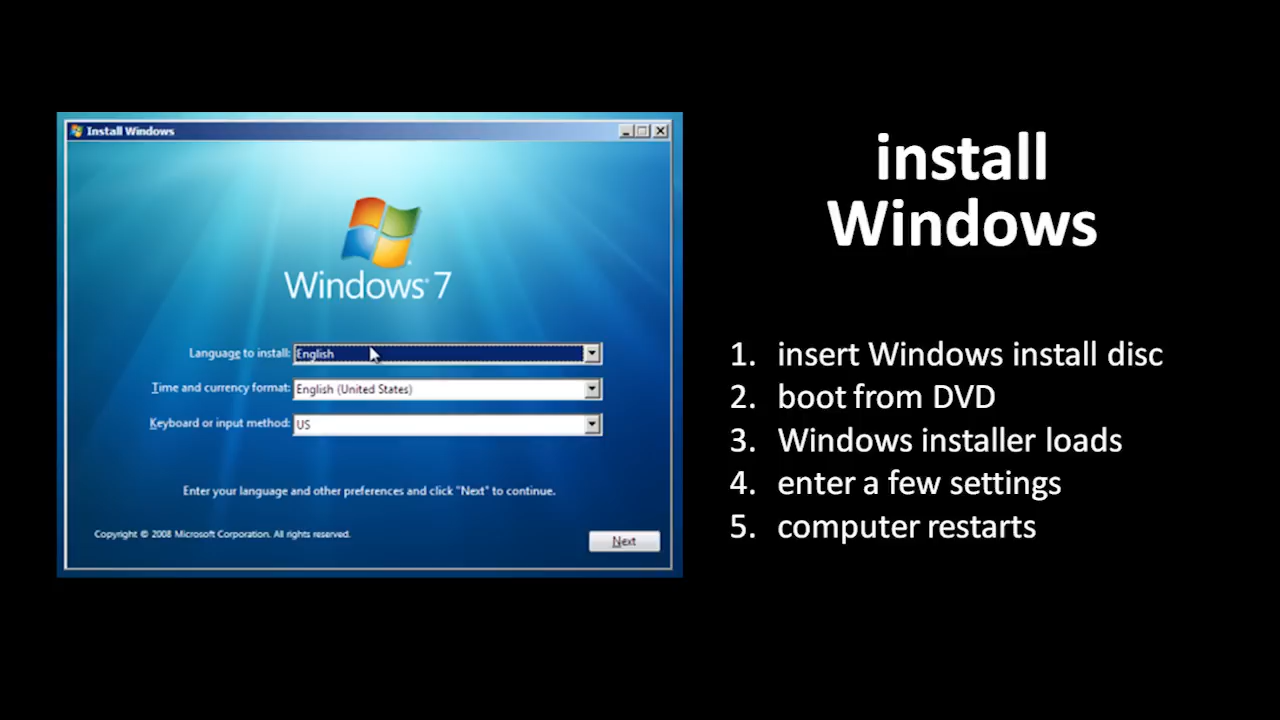 Install Windows
Windows 7
Language to install: English
Time and currency format: English (United States)
Keyboard or input method: US
Enter your language and other preferences and click "Next" to continue.
Copyright © 2008 Microsoft Corporation. All rights reserved.
Next
install
Windows
1. insert Windows install disc
2. boot from DVD
3. Windows installer loads
4. enter a few settings
5. computer restarts